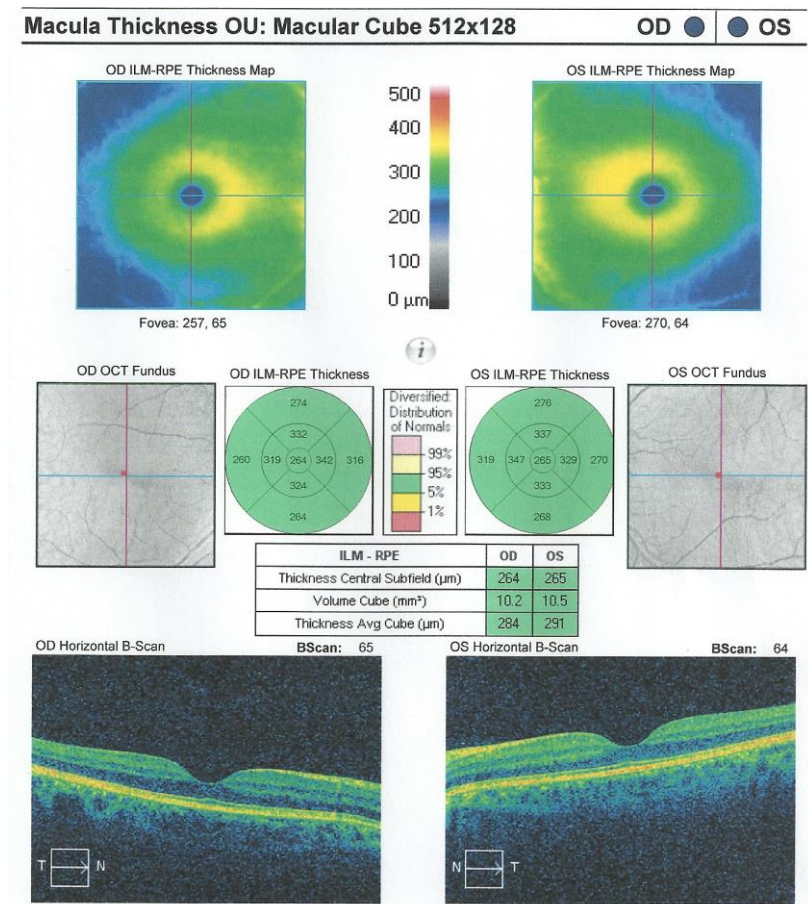 Macula Thickness OU: Macular Cube 512x128 OD OS
OD ILM-RPE Thickness Map
OS ILM-RPE Thickness Map
500
400
300
200
100
0 µm
Fovea: 257, 65
Fovea: 270, 64
i
OD OCT Fundus
OD ILM-RPE Thickness
OS ILM-RPE Thickness
OS OCT Fundus
274
332
260 319 264 342 316
324
264
Diversified:
Distribution
of Normals
99%
95%
5%
1%
276
337
319 347 265 329 270
333
268
ILM - RPE OD OS
Thickness Central Subfield (µm) 264 265
Volume Cube (mm³) 10.2 10.5
Thickness Avg Cube (µm) 284 291
OD Horizontal B-Scan BScan: 65
OS Horizontal B-Scan BScan: 64
T N
N T